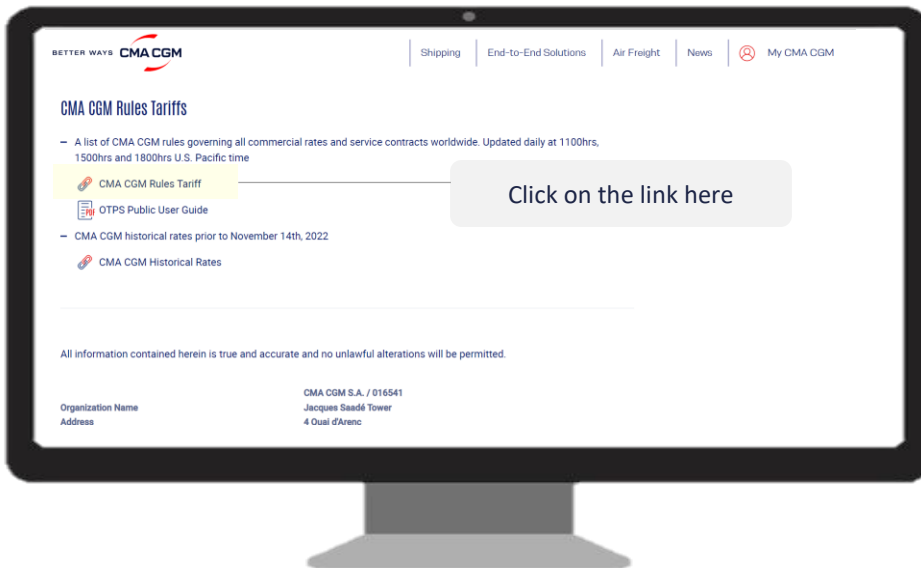 BETTER WAYS CMA CGM
Shipping
End-to-End Solutions
Air Freight
News
My CMA CGM
CMA CGM Rules Tariffs
– A list of CMA CGM rules governing all commercial rates and service contracts worldwide. Updated daily at 1100hrs,
1500hrs and 1800hrs U.S. Pacific time
CMA CGM Rules Tariff
Click on the link here
PDF OTPS Public User Guide
– CMA CGM historical rates prior to November 14th, 2022
CMA CGM Historical Rates
All information contained herein is true and accurate and no unlawful alterations will be permitted.
CMA CGM S.A. / 016541
Organization Name Jacques Saadé Tower
Address 4 Quai d'Arenc